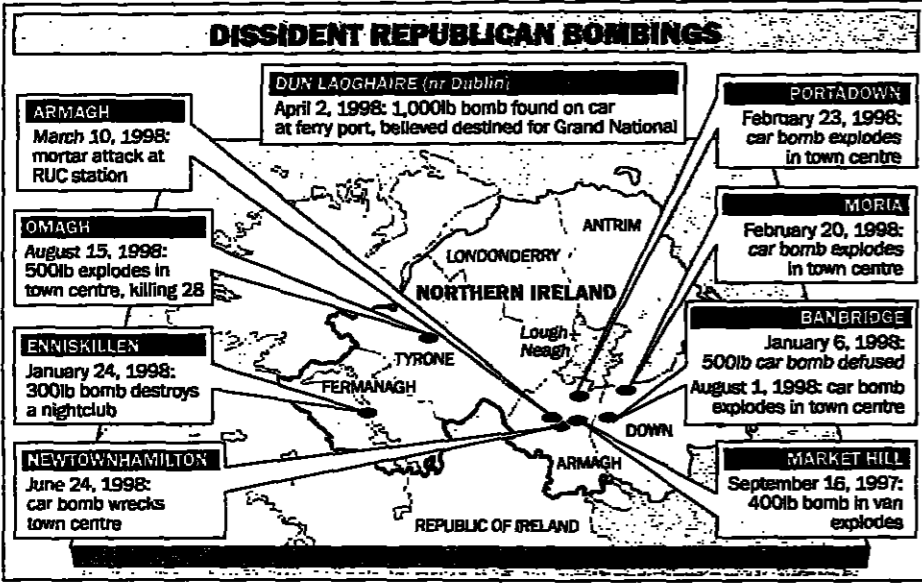 DISSIDENT REPUBLICAN BOMBINGS
DUN LAOGHAIRE (nr Dublin)
April 2, 1998: 1,000lb bomb found on car
at ferry port, believed destined for Grand National
ARMAGH
March 10, 1998:
mortar attack at
RUC station
OMAGH
August 15, 1998:
500lb explodes in
town centre, killing 28
ENNISKILLEN
January 24, 1998:
300lb bomb destroys
a nightclub
NEWTOWNHAMILTON
June 24, 1998:
car bomb wrecks
town centre
PORTADOWN
February 23, 1998:
car bomb explodes
in town centre
MORIA
February 20, 1998:
car bomb explodes
in town centre
BANBRIDGE
January 6, 1998:
500lb car bomb defused
August 1, 1998: car bomb
explodes in town centre
MARKET HILL
September 16, 1997:
400lb bomb in van
explodes
ANTRIM
LONDONDERRY
NORTHERN IRELAND
Lough
Neagh
TYRONE
FERMANAGH
DOWN
ARMAGH
REPUBLIC OF IRELAND